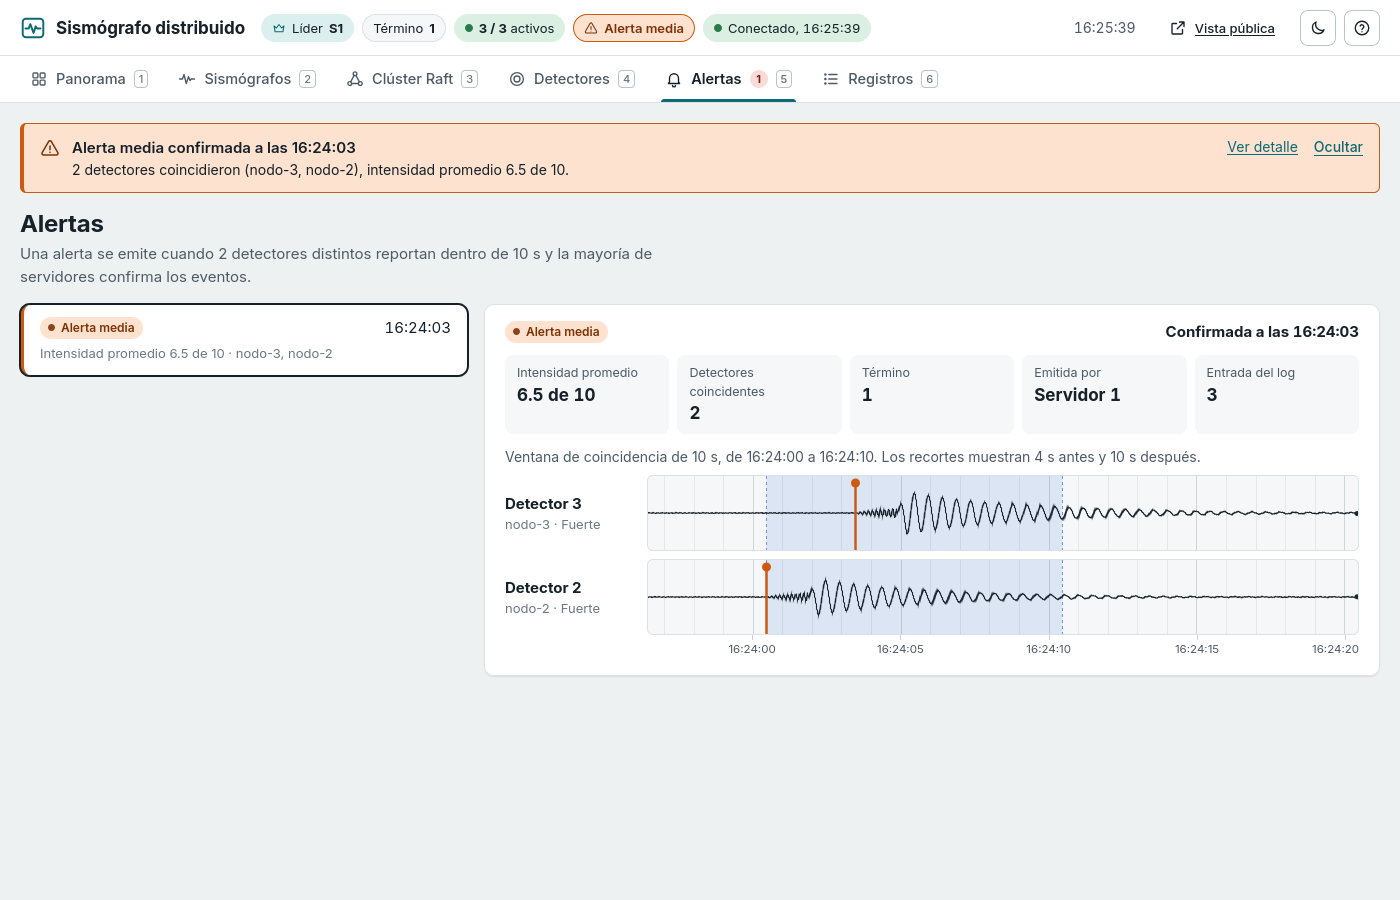 Sismógrafo distribuido
Líder S1
Término 1
3 / 3 activos
Alerta media
Conectado, 16:25:39
16:25:39
Vista pública
Panorama 1
Sismógrafos 2
Clúster Raft 3
Detectores 4
Alertas 1 5
Registros 6
Alerta media confirmada a las 16:24:03
2 detectores coincidieron (nodo-3, nodo-2), intensidad promedio 6.5 de 10.
Ver detalle
Ocultar
Alertas
Una alerta se emite cuando 2 detectores distintos reportan dentro de 10 s y la mayoría de
servidores confirma los eventos.
Alerta media
16:24:03
Intensidad promedio 6.5 de 10 · nodo-3, nodo-2
Alerta media
Confirmada a las 16:24:03
Intensidad promedio
6.5 de 10
Detectores
coincidentes
2
Término
1
Emitida por
Servidor 1
Entrada del log
3
Ventana de coincidencia de 10 s, de 16:24:00 a 16:24:10. Los recortes muestran 4 s antes y 10 s después.
Detector 3
nodo-3 · Fuerte
Detector 2
nodo-2 · Fuerte
16:24:00
16:24:05
16:24:10
16:24:15
16:24:20